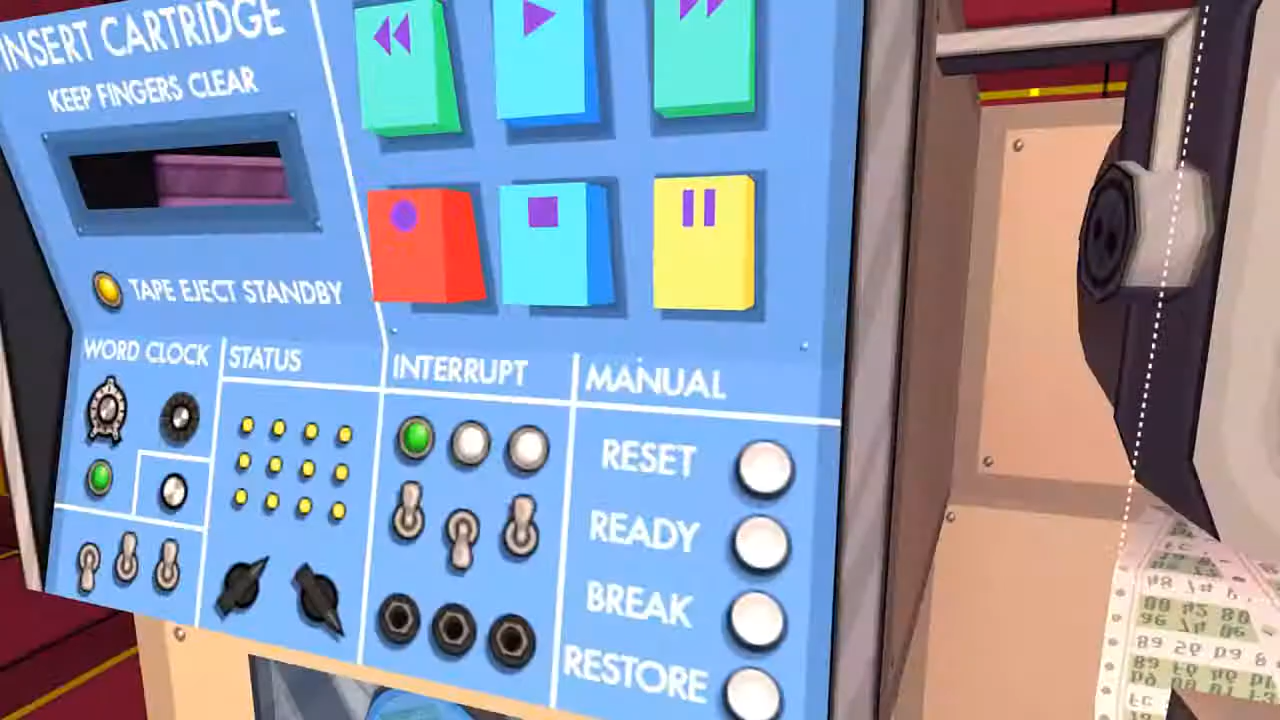 INSERT CARTRIDGE
KEEP FINGERS CLEAR
TAPE EJECT STANDBY
WORD CLOCK
STATUS
INTERRUPT
MANUAL
RESET
READY
BREAK
RESTORE